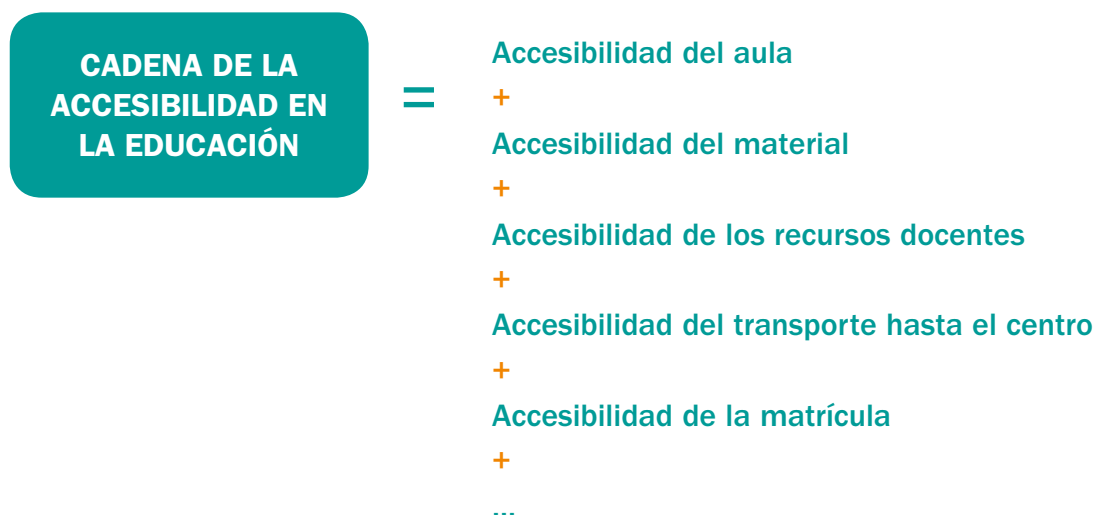 CADENA DE LA
ACCESIBILIDAD EN
LA EDUCACIÓN
=
Accesibilidad del aula
+
Accesibilidad del material
+
Accesibilidad de los recursos docentes
+
Accesibilidad del transporte hasta el centro
+
Accesibilidad de la matrícula
+
...